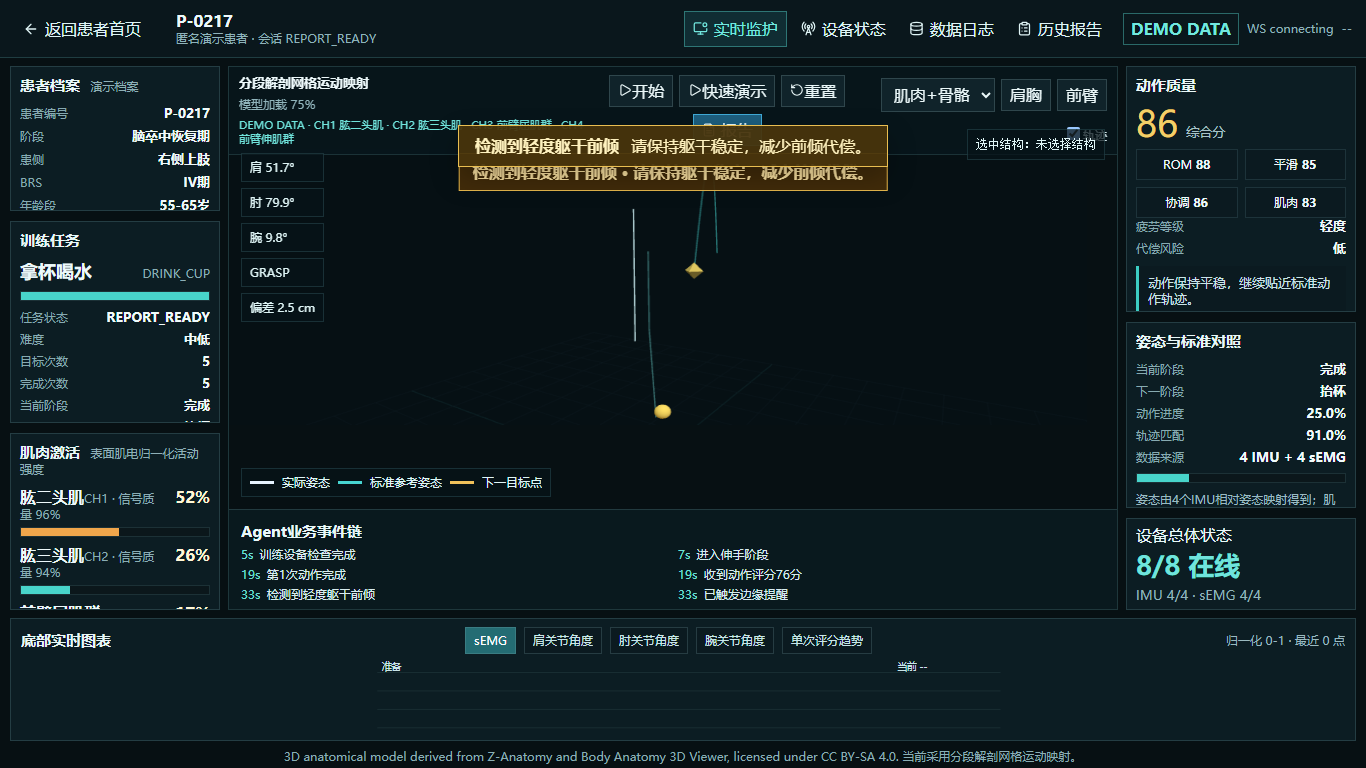 返回患者首页
P-0217
匿名演示患者 · 会话 REPORT_READY
实时监护
设备状态
数据日志
历史报告
DEMO DATA
WS connecting --
患者档案 演示档案
患者编号 P-0217
阶段 脑卒中恢复期
患侧 右侧上肢
BRS IV期
年龄段 55-65岁
训练任务
拿杯喝水 DRINK_CUP
任务状态 REPORT_READY
难度 中低
目标次数 5
完成次数 5
当前阶段 完成
肌肉激活 表面肌电归一化活动
强度
肱二头肌CH1 · 信号质 52%
量 96%
肱三头肌CH2 · 信号质 26%
量 94%
分段解剖网格运动映射
模型加载 75%
DEMO DATA · CH1 肱二头肌 · CH2 肱三头肌 · CH3 前臂屈肌群 · CH4
前臂伸肌群
开始
快速演示
重置
肌肉+骨骼
肩胸
前臂
检测到轻度躯干前倾 请保持躯干稳定，减少前倾代偿。
检测到轻度躯干前倾 • 请保持躯干稳定，减少前倾代偿。
选中结构：未选择结构
肩 51.7°
肘 79.9°
腕 9.8°
GRASP
偏差 2.5 cm
实际姿态 标准参考姿态 下一目标点
Agent业务事件链
5s 训练设备检查完成
7s 进入伸手阶段
19s 第1次动作完成
19s 收到动作评分76分
33s 检测到轻度躯干前倾
33s 已触发边缘提醒
动作质量
86 综合分
ROM 88 平滑 85
协调 86 肌肉 83
疲劳等级 轻度
代偿风险 低
动作保持平稳，继续贴近标准动
作轨迹。
姿态与标准对照
当前阶段 完成
下一阶段 抬杯
动作进度 25.0%
轨迹匹配 91.0%
数据来源 4 IMU + 4 sEMG
姿态由4个IMU相对姿态映射得到；肌
设备总体状态
8/8 在线
IMU 4/4 · sEMG 4/4
底部实时图表
sEMG
肩关节角度
肘关节角度
腕关节角度
单次评分趋势
归一化 0-1 · 最近 0 点
准备
当前 --
3D anatomical model derived from Z-Anatomy and Body Anatomy 3D Viewer, licensed under CC BY-SA 4.0. 当前采用分段解剖网格运动映射。